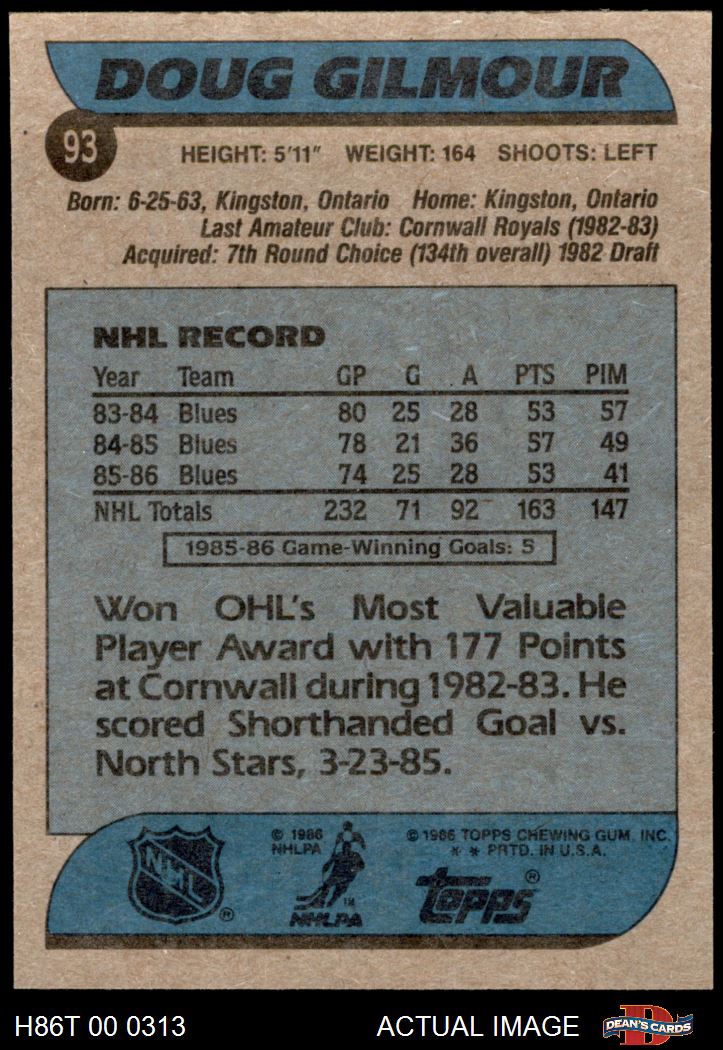 DOUG GILMOUR
93
HEIGHT: 5'11" WEIGHT: 164 SHOOTS: LEFT
Born: 6-25-63, Kingston, Ontario Home: Kingston, Ontario
Last Amateur Club: Cornwall Royals (1982-83)
Acquired: 7th Round Choice (134th overall) 1982 Draft
NHL RECORD
Year Team GP G A PTS PIM
83-84 Blues 80 25 28 53 57
84-85 Blues 78 21 36 57 49
85-86 Blues 74 25 28 53 41
NHL Totals 232 71 92 163 147
1985-86 Game-Winning Goals: 5
Won OHL's Most Valuable
Player Award with 177 Points
at Cornwall during 1982-83. He
scored Shorthanded Goal vs.
North Stars, 3-23-85.
© 1986 © 1986 TOPPS CHEWING GUM, INC.
NHLPA * * PRTD. IN U.S.A.
NHL ® NHLPA TM topps ®
H86T 00 0313 ACTUAL IMAGE D DEAN'S CARDS